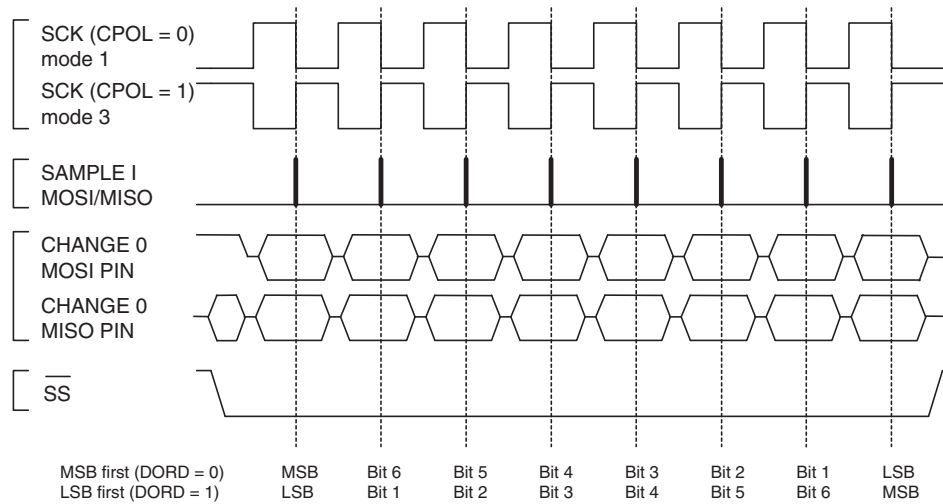 SCK (CPOL = 0)
mode 1
SCK (CPOL = 1)
mode 3
SAMPLE I
MOSI/MISO
CHANGE 0
MOSI PIN
CHANGE 0
MISO PIN
SS
MSB first (DORD = 0) MSB Bit 6 Bit 5 Bit 4 Bit 3 Bit 2 Bit 1 LSB
LSB first (DORD = 1) LSB Bit 1 Bit 2 Bit 3 Bit 4 Bit 5 Bit 6 MSB